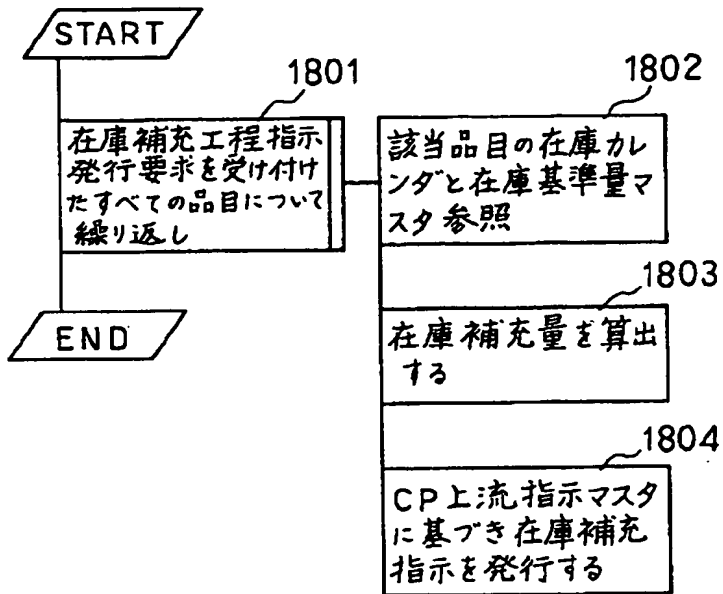 START
1801
在庫補充工程指示
発行要求を受け付け
たすべての品目について
繰り返し
END
1802
該当品目の在庫カレ
ンダと在庫基準量マ
スタ参照
1803
在庫補充量を算出
する
1804
CP上流指示マスタ
に基づき在庫補充
指示を発行する